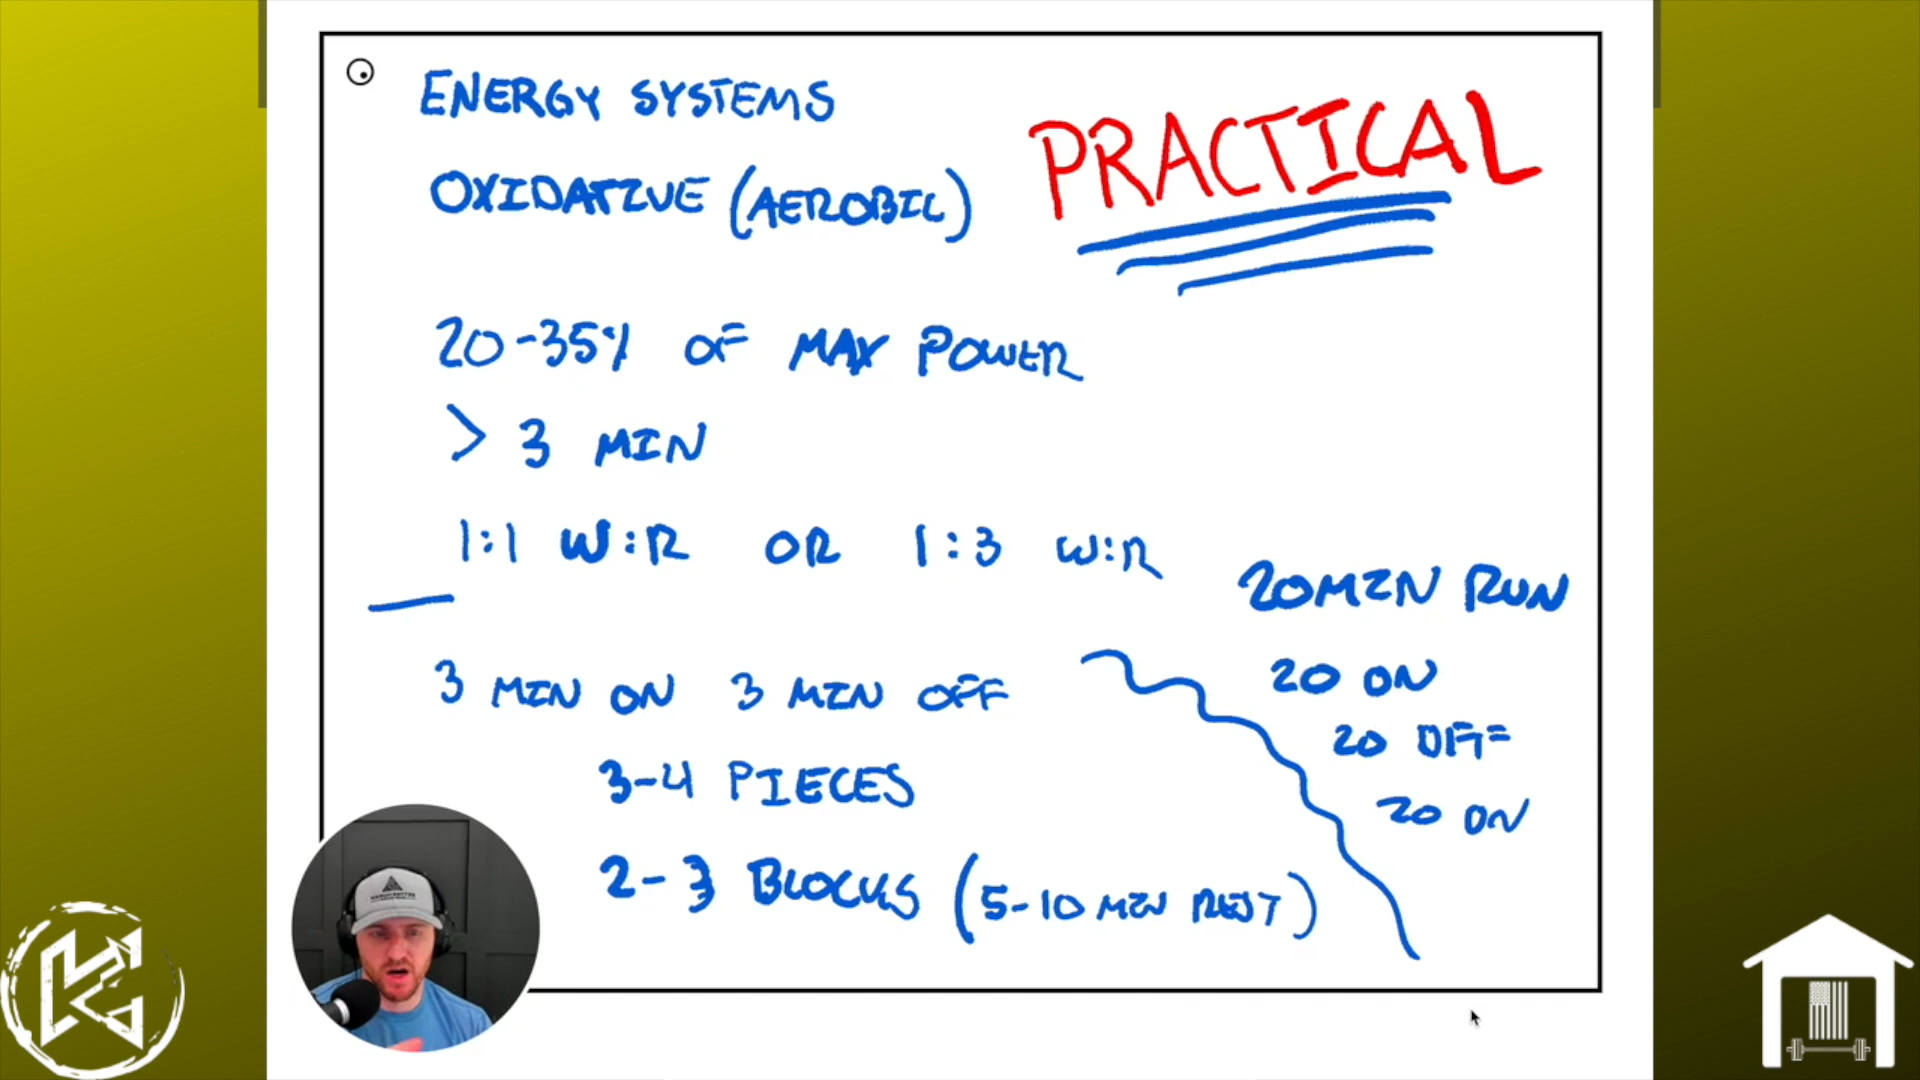 ENERGY SYSTEMS
PRACTICAL
OXIDATIVE (AEROBIC)
20-35% OF MAX POWER
> 3 MIN
1:1 W:R OR 1:3 W:R
3 MIN ON 3 MIN OFF
3-4 PIECES
2-3 BLOCKS (5-10 MIN REST)
20 MIN RUN
20 ON
20 OFF
20 ON